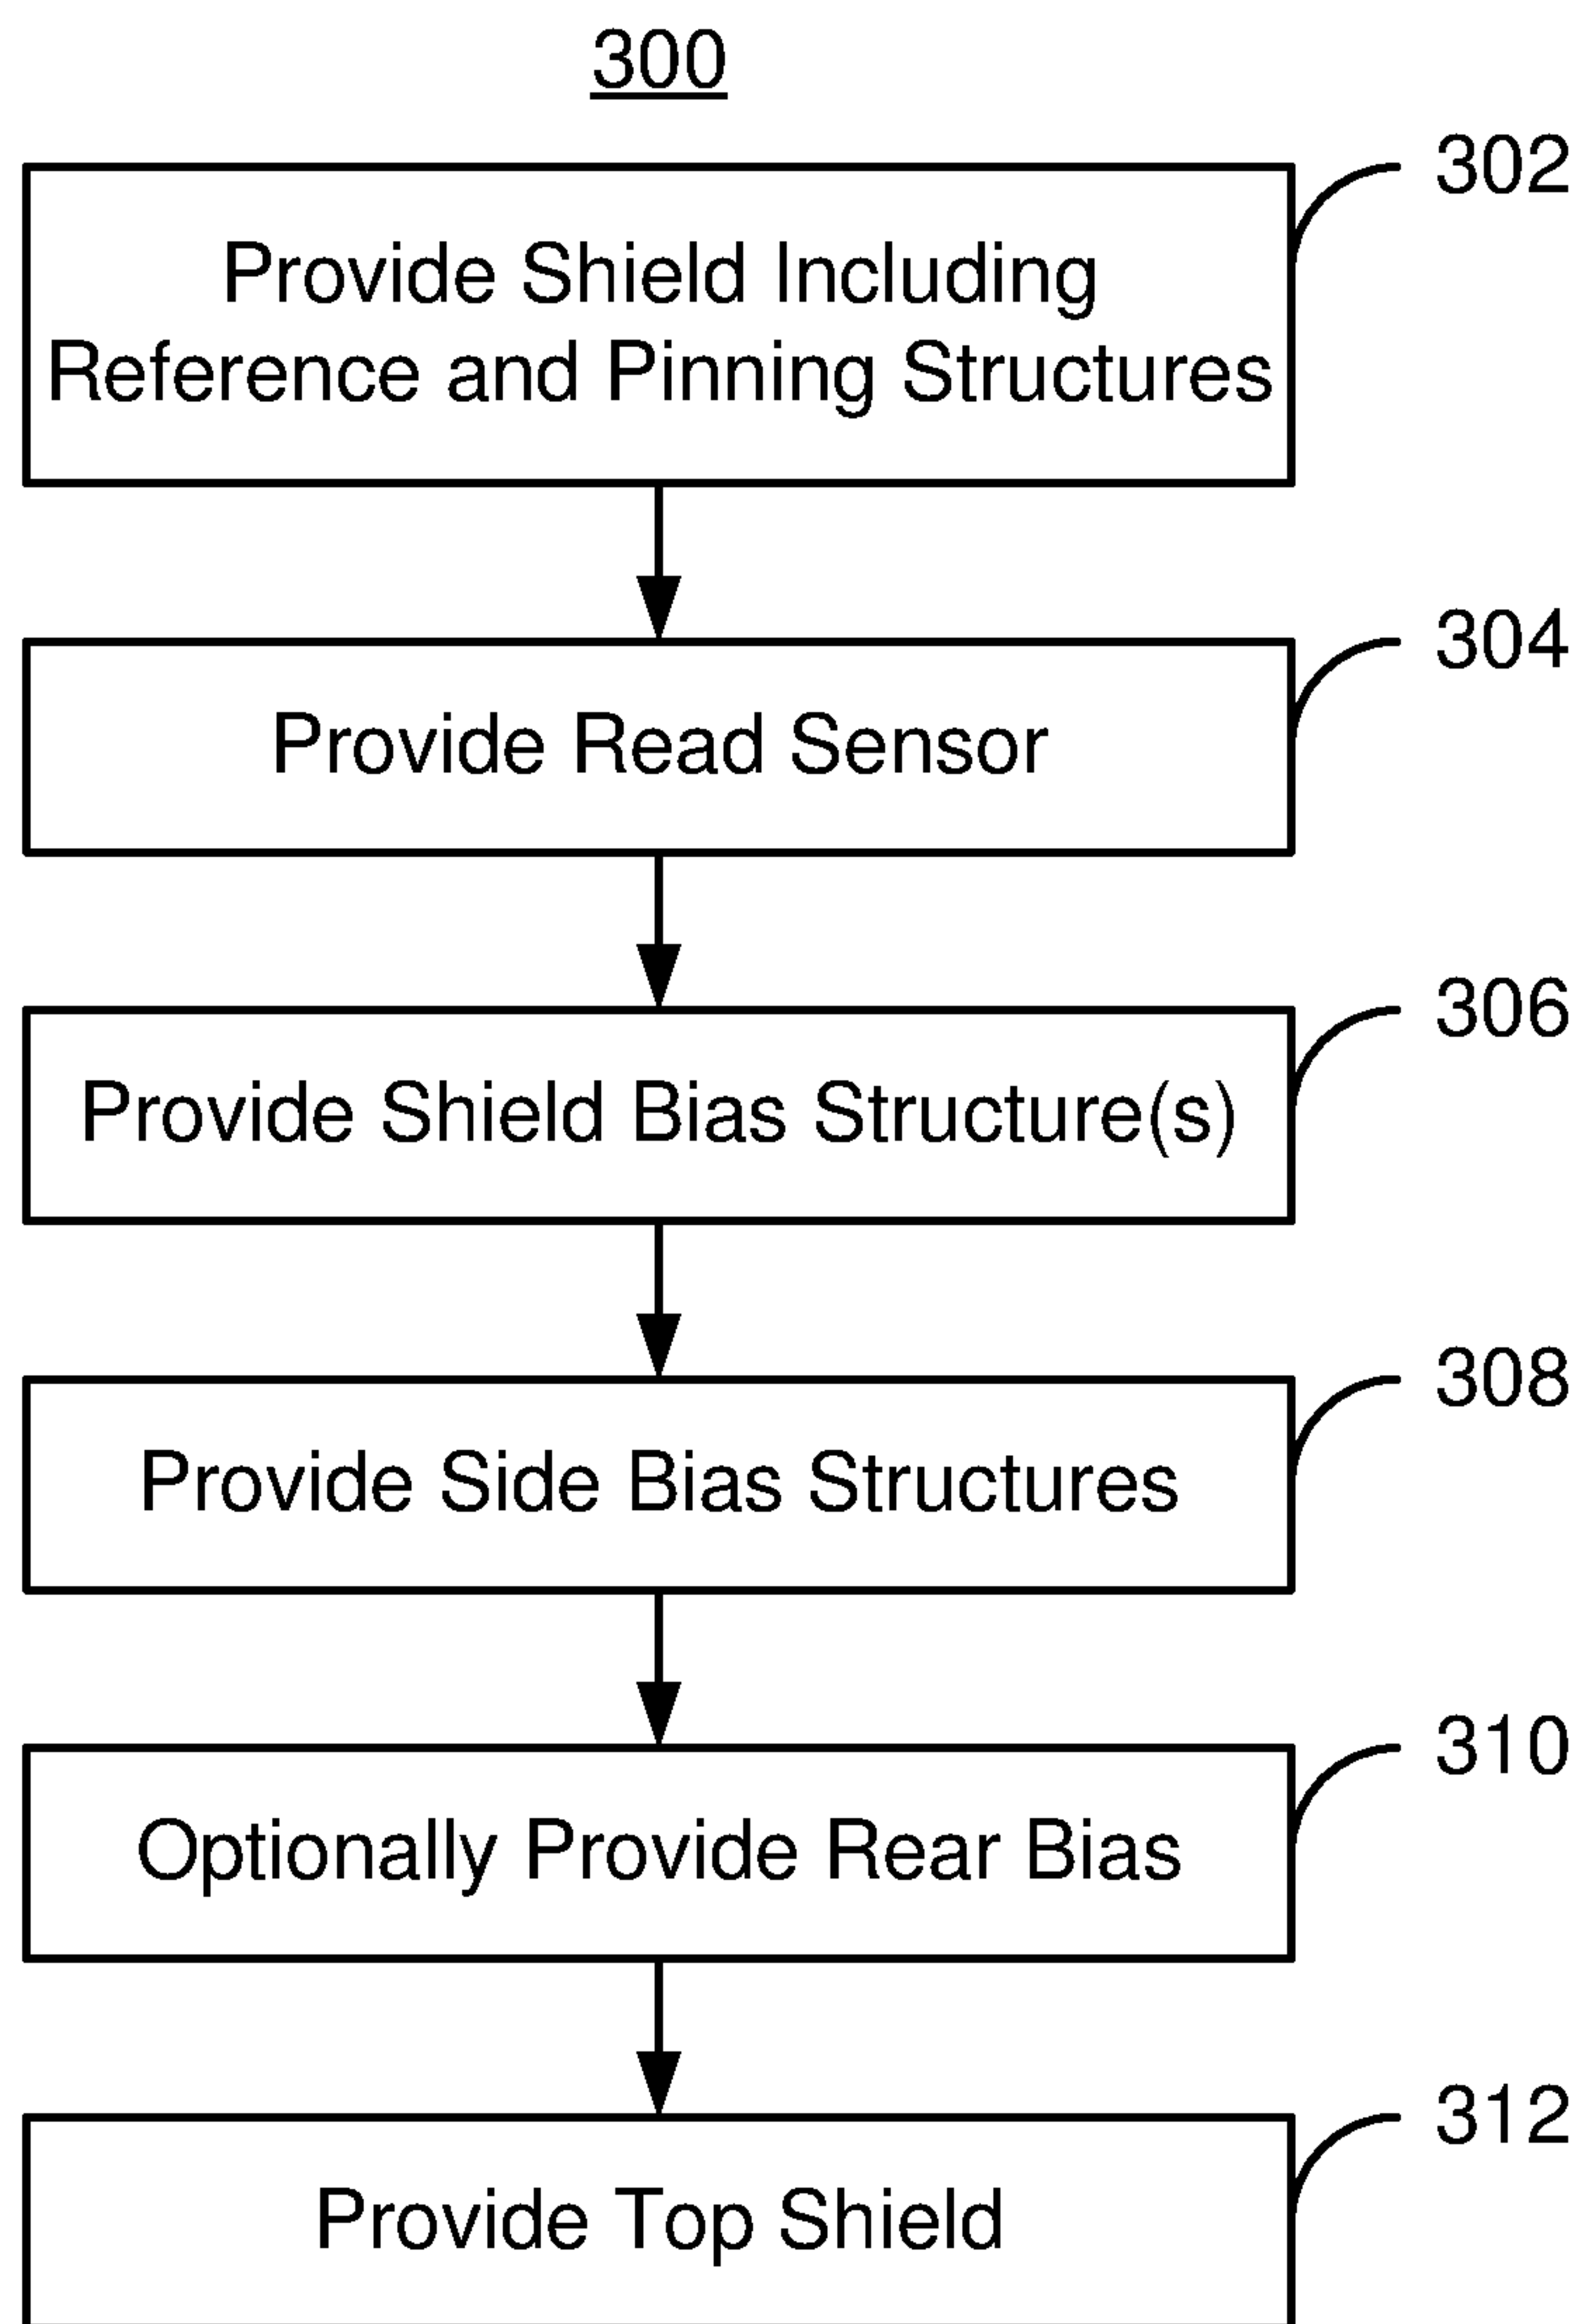 300
302
Provide Shield Including
Reference and Pinning Structures
304
Provide Read Sensor
306
Provide Shield Bias Structure(s)
308
Provide Side Bias Structures
310
Optionally Provide Rear Bias
312
Provide Top Shield